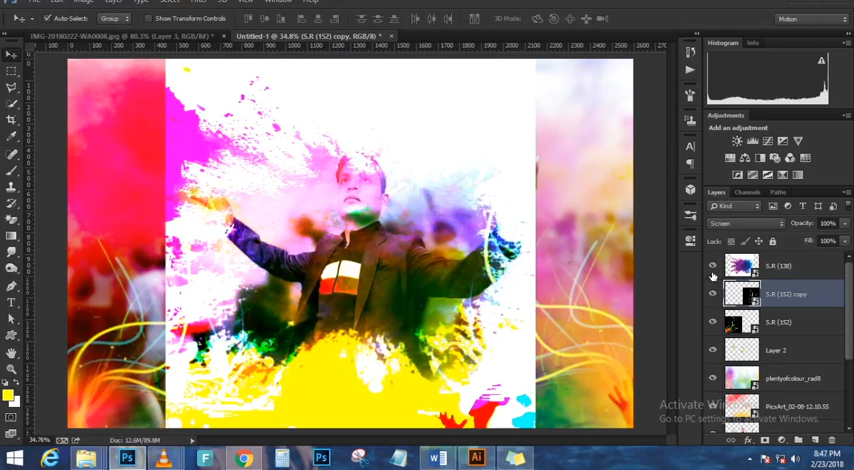 Auto-Select: Group Show Transform Controls 3D Mode: Motion
IMG-20180222-WA0008.jpg @ 80.3% (Layer 3, RGB/8#) * × Untitled-1 @ 34.8% (S.R (152) copy, RGB/8) * ×
Histogram Info
Adjustments
Add an adjustment
Layers Channels Paths
Kind
Screen Opacity: 100%
Lock: Fill: 100%
S.R (138)
S.R (152) copy
S.R (152)
Layer 2
plentyofcolour_rad8
PicsArt_02-08-12.10.55
Activate Windows
Go to PC settings to activate Windows.
34.76% Doc: 12.6M/89.8M
8:47 PM
2/23/2018